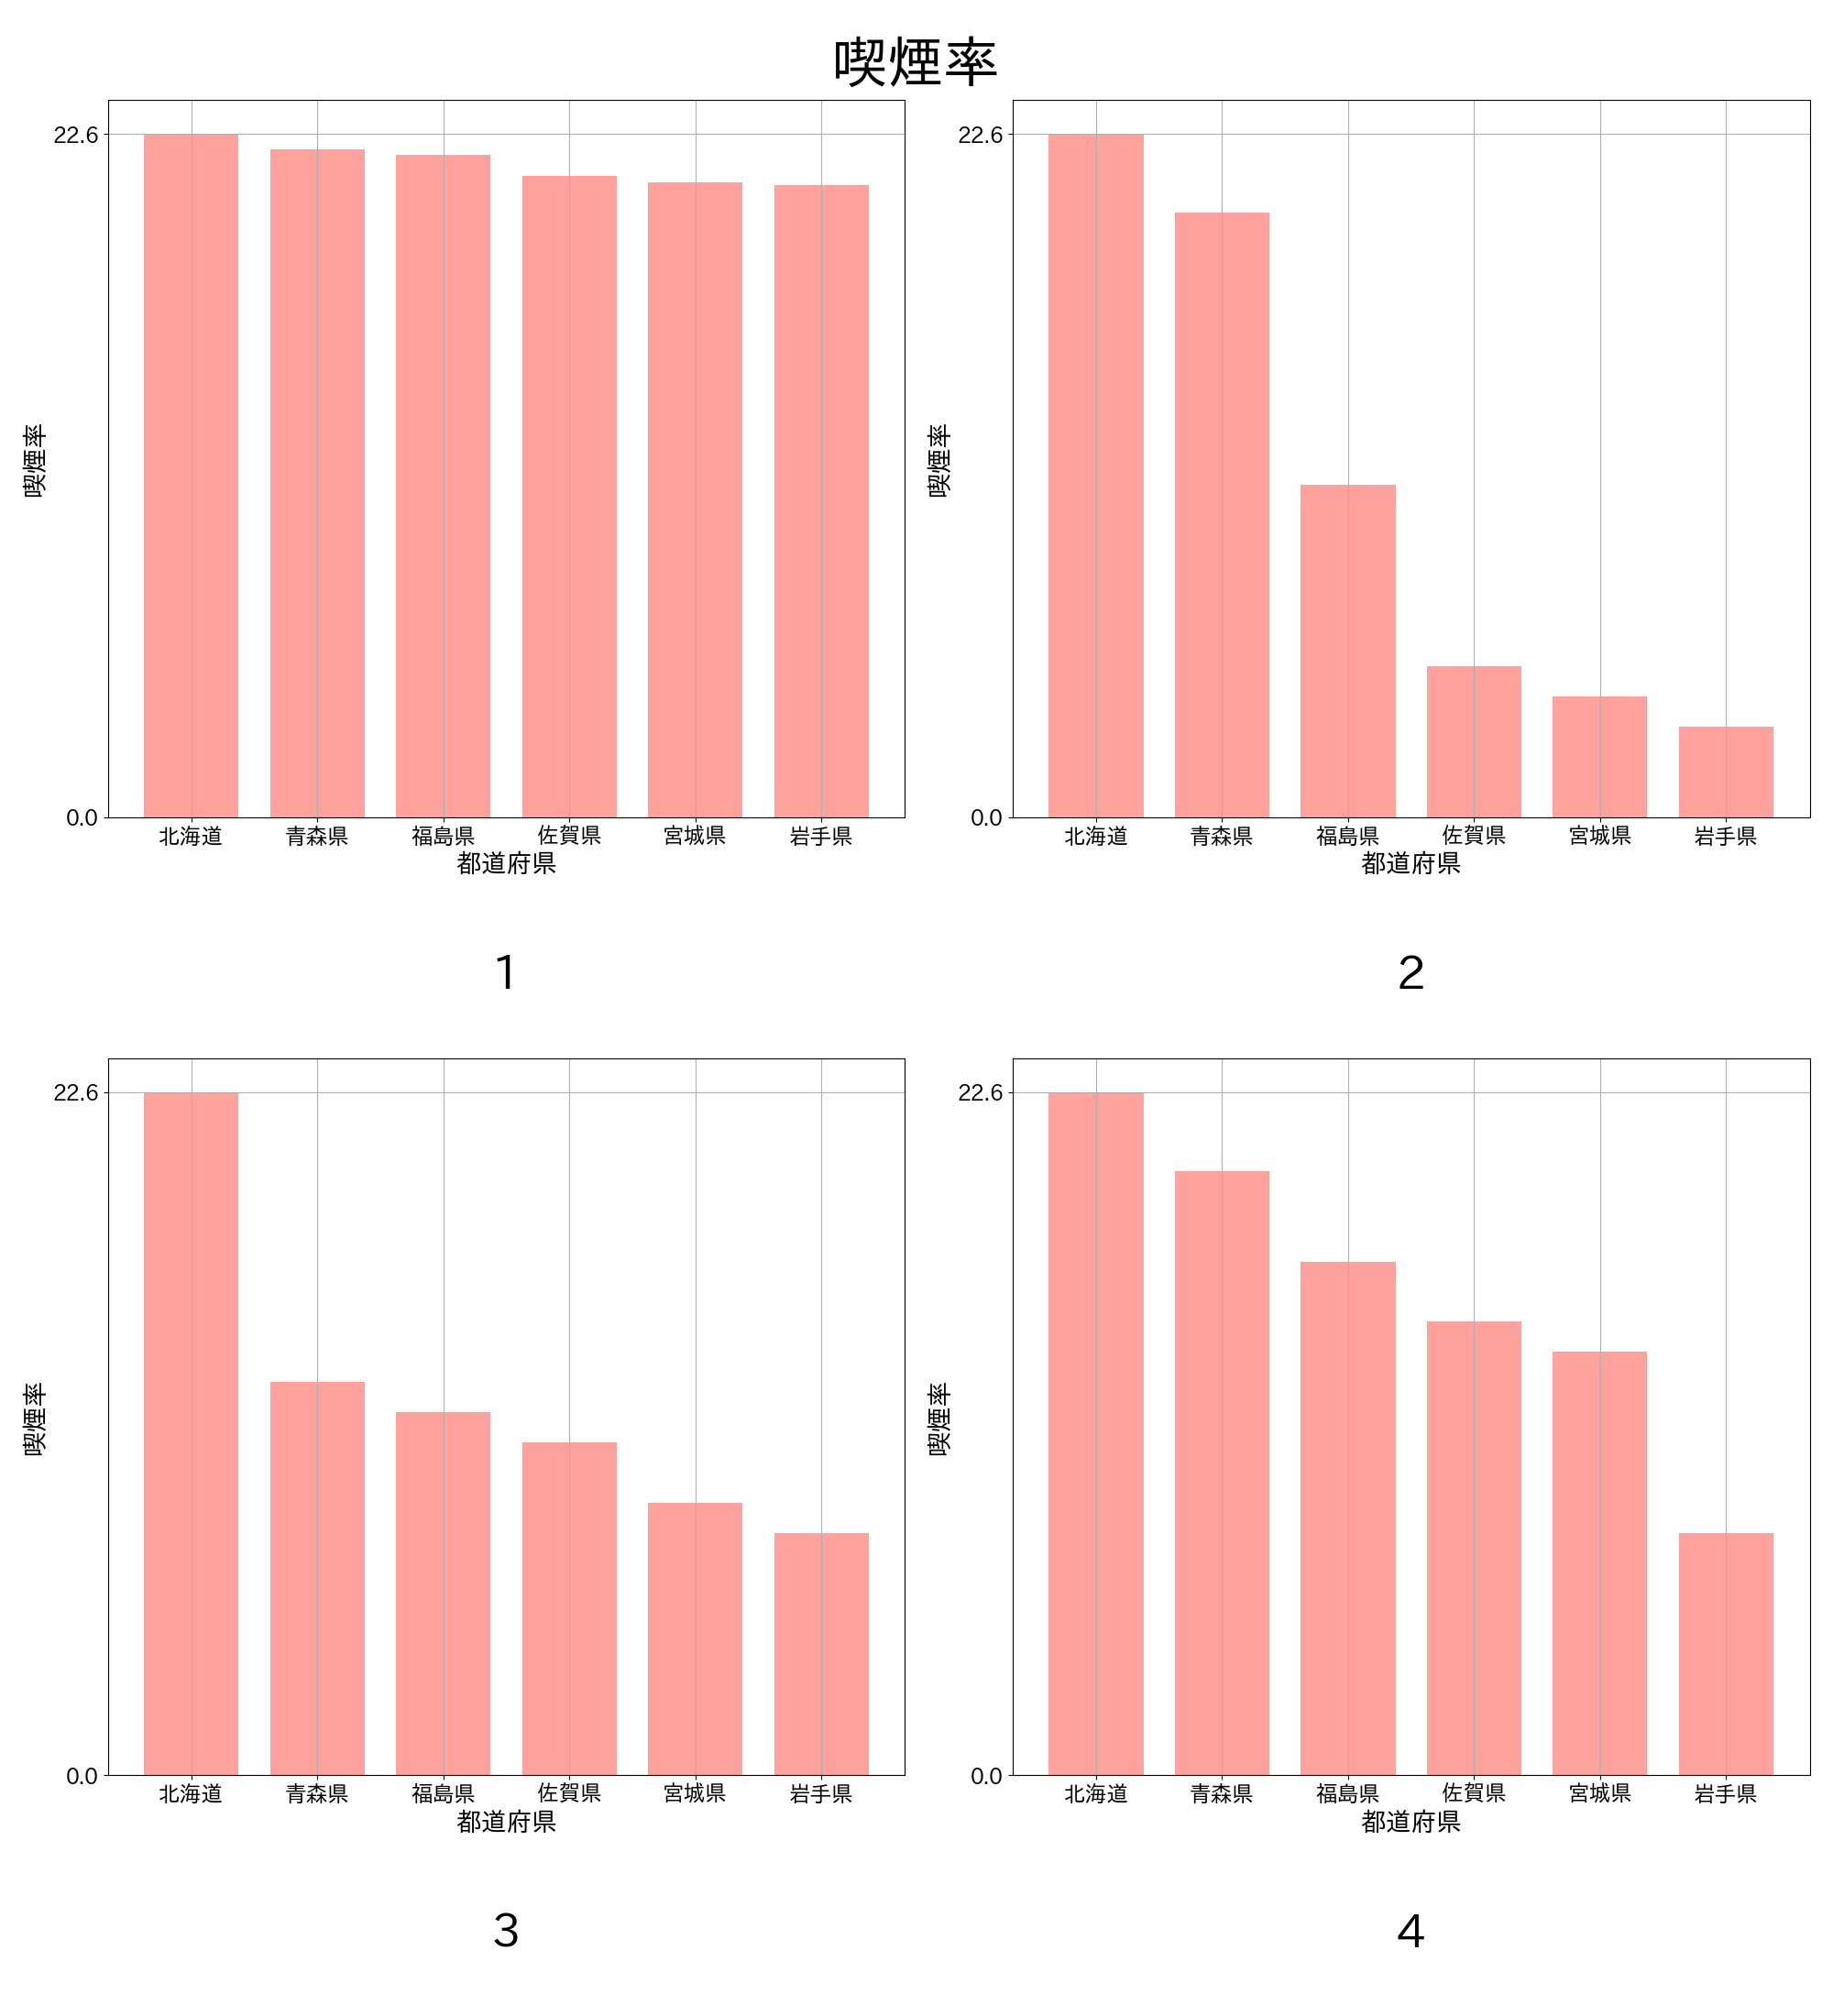 喫煙率
22.6
0.0
喫煙率
北海道 青森県 福島県 佐賀県 宮城県 岩手県
都道府県
1
22.6
0.0
喫煙率
北海道 青森県 福島県 佐賀県 宮城県 岩手県
都道府県
2
22.6
0.0
喫煙率
北海道 青森県 福島県 佐賀県 宮城県 岩手県
都道府県
3
22.6
0.0
喫煙率
北海道 青森県 福島県 佐賀県 宮城県 岩手県
都道府県
4